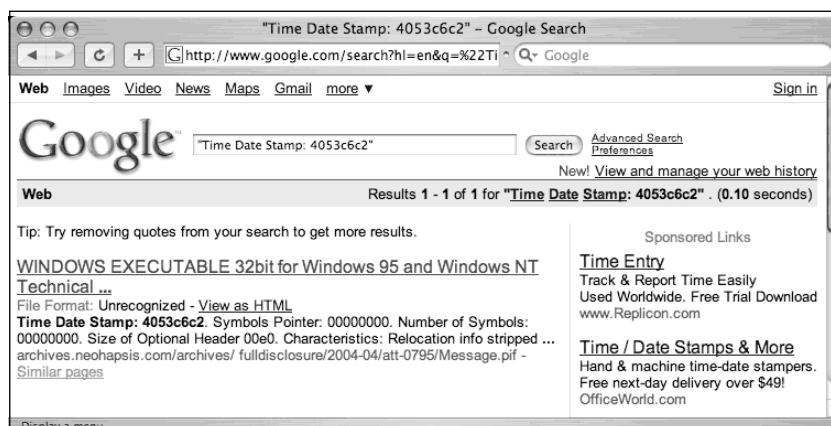 "Time Date Stamp: 4053c6c2" – Google Search
G http://www.google.com/search?hl=en&q=%22Ti
Q Google
Web Images Video News Maps Gmail more ▼ Sign in
Google
"Time Date Stamp: 4053c6c2"
Search
Advanced Search
Preferences
New! View and manage your web history
Web Results 1 - 1 of 1 for "Time Date Stamp: 4053c6c2" . (0.10 seconds)
Tip: Try removing quotes from your search to get more results.
WINDOWS EXECUTABLE 32bit for Windows 95 and Windows NT
Technical ...
File Format: Unrecognized - View as HTML
Time Date Stamp: 4053c6c2. Symbols Pointer: 00000000. Number of Symbols:
00000000. Size of Optional Header 00e0. Characteristics: Relocation info stripped ...
archives.neohapsis.com/archives/ fulldisclosure/2004-04/att-0795/Message.pif -
Similar pages
Sponsored Links
Time Entry
Track & Report Time Easily
Used Worldwide. Free Trial Download
www.Replicon.com
Time / Date Stamps & More
Hand & machine time-date stampers.
Free next-day delivery over $49!
OfficeWorld.com
Display a menu